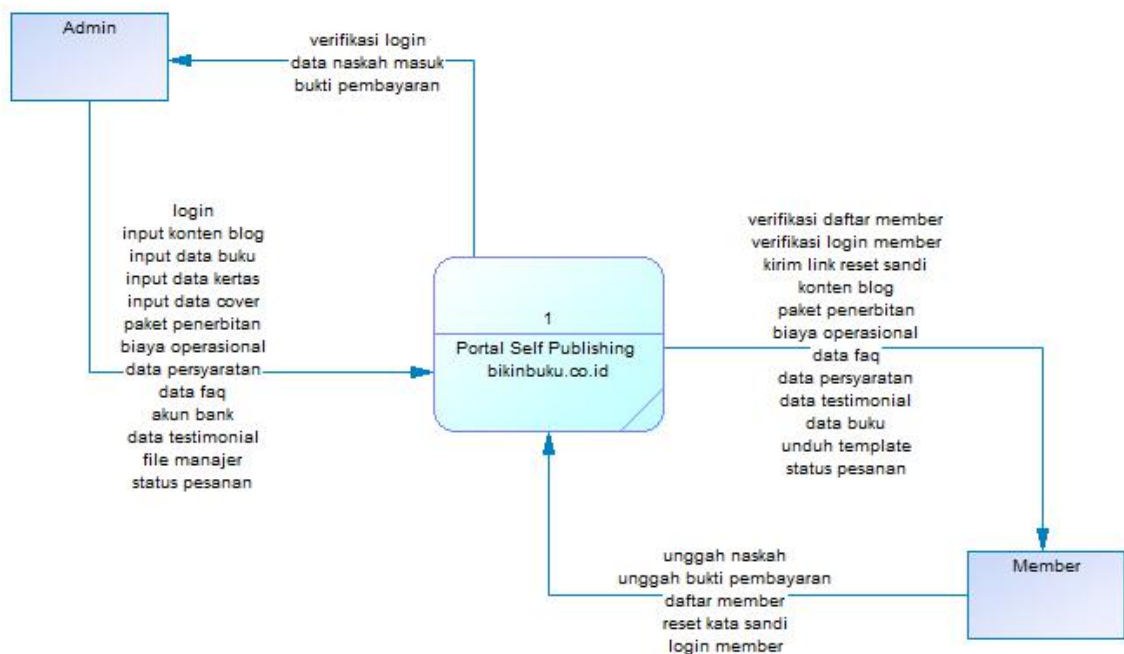 Admin
verifikasi login
data naskah masuk
bukti pembayaran
login
input konten blog
input data buku
input data kertas
input data cover
paket penerbitan
biaya operasional
data persyaratan
data faq
akun bank
data testimonial
file manajer
status pesanan
1
Portal Self Publishing
bikinbuku.co.id
verifikasi daftar member
verifikasi login member
kirim link reset sandi
konten blog
paket penerbitan
biaya operasional
data faq
data persyaratan
data testimonial
data buku
unduh template
status pesanan
unggah naskah
unggah bukti pembayaran
daftar member
reset kata sandi
login member
Member